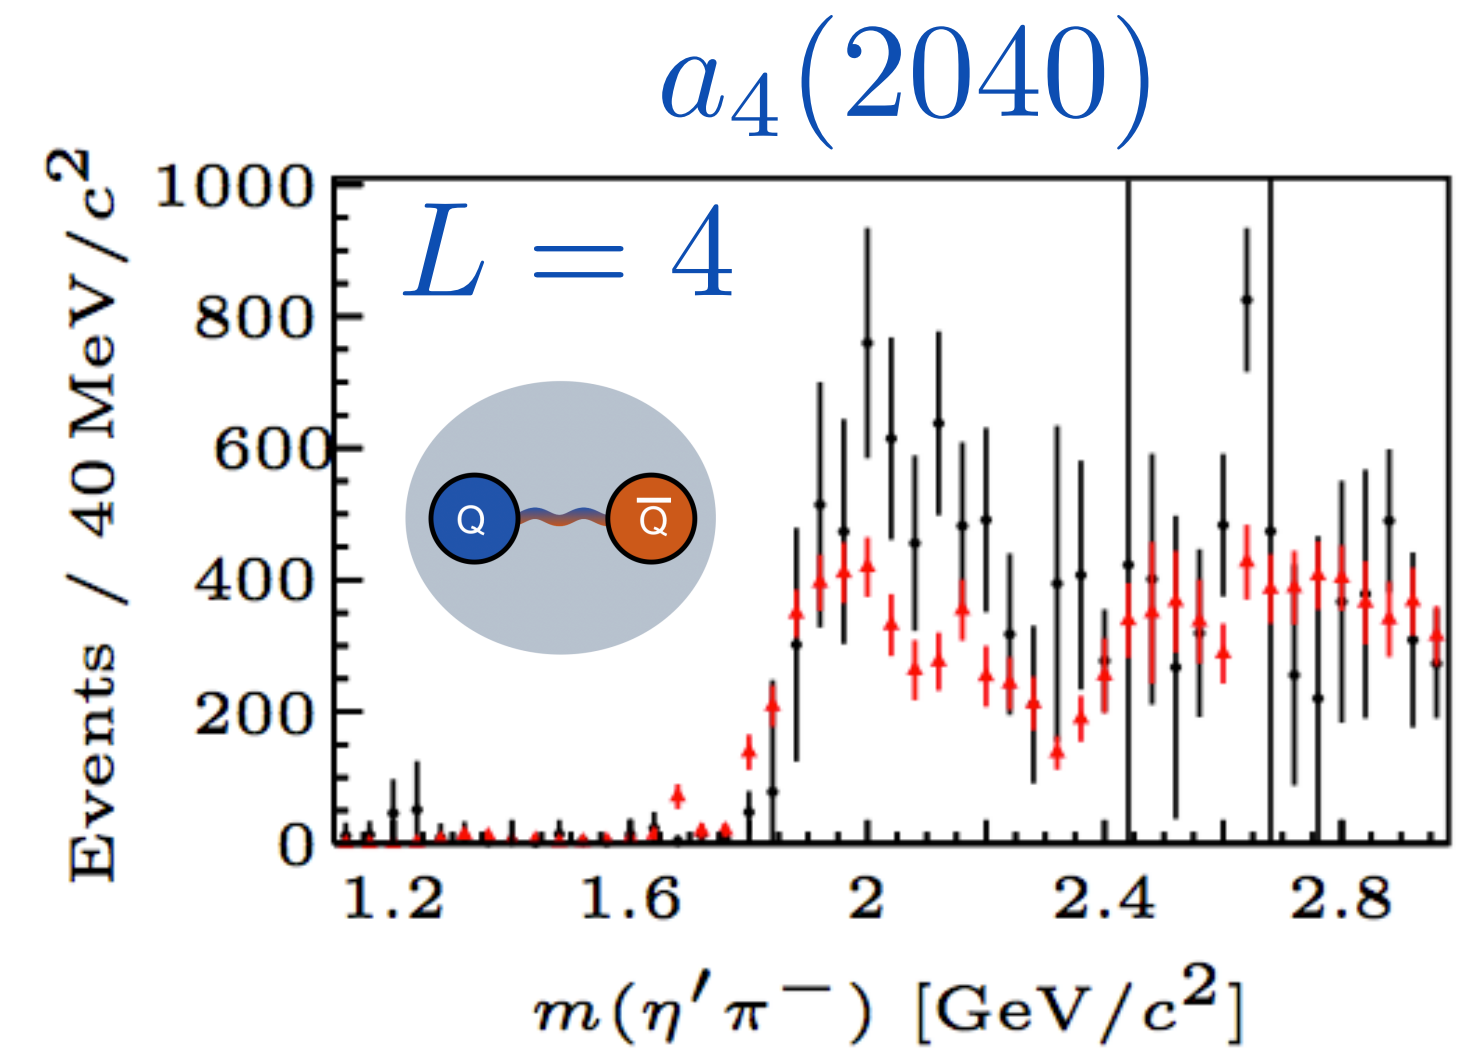 a₄(2040)
Events / 40 MeV/c²
1000
800
600
400
200
0
L = 4
Q Q̅
1.2 1.6 2 2.4 2.8
m(η′π⁻) [GeV/c²]